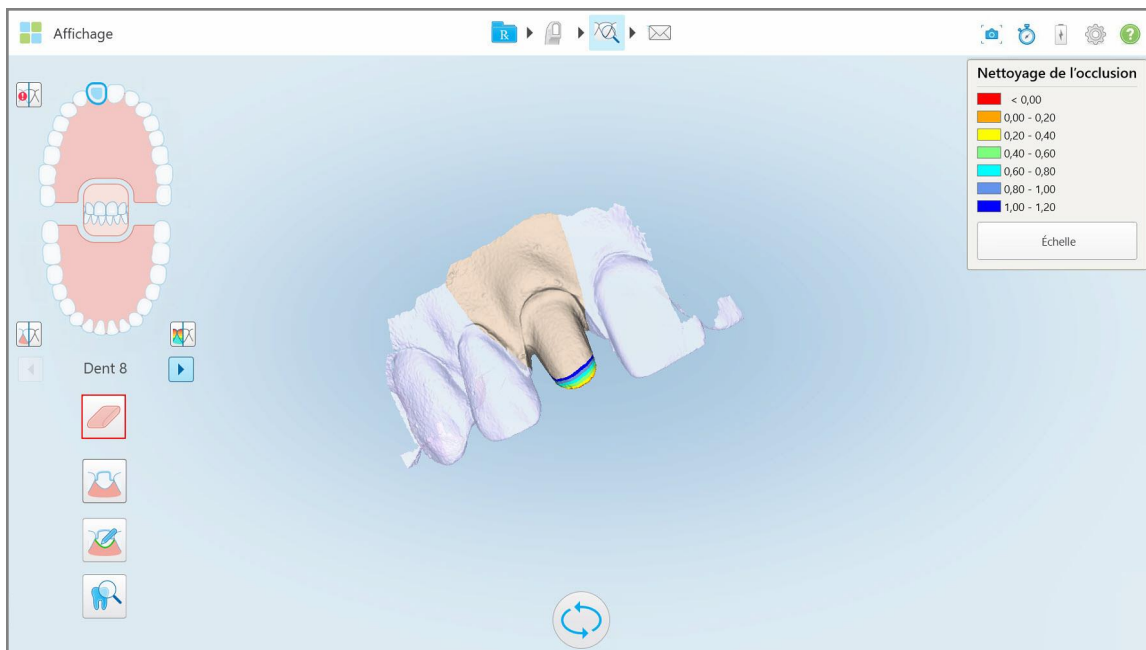 Affichage
R
Nettoyage de l'occlusion
< 0,00
0,00 - 0,20
0,20 - 0,40
0,40 - 0,60
0,60 - 0,80
0,80 - 1,00
1,00 - 1,20
Échelle
Dent 8